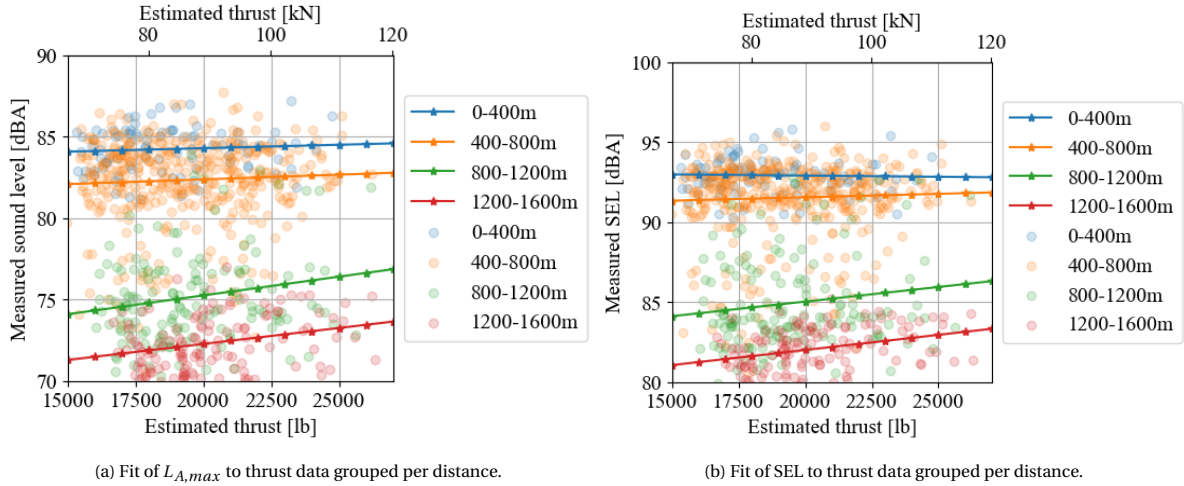 Estimated thrust [kN]
80 100 120
90
85
80
75
70
Measured sound level [dBA]
15000 17500 20000 22500 25000
Estimated thrust [lb]
0-400m
400-800m
800-1200m
1200-1600m
0-400m
400-800m
800-1200m
1200-1600m
(a) Fit of L_{A,max} to thrust data grouped per distance.
Estimated thrust [kN]
80 100 120
100
95
90
85
80
Measured SEL [dBA]
15000 17500 20000 22500 25000
Estimated thrust [lb]
0-400m
400-800m
800-1200m
1200-1600m
0-400m
400-800m
800-1200m
1200-1600m
(b) Fit of SEL to thrust data grouped per distance.